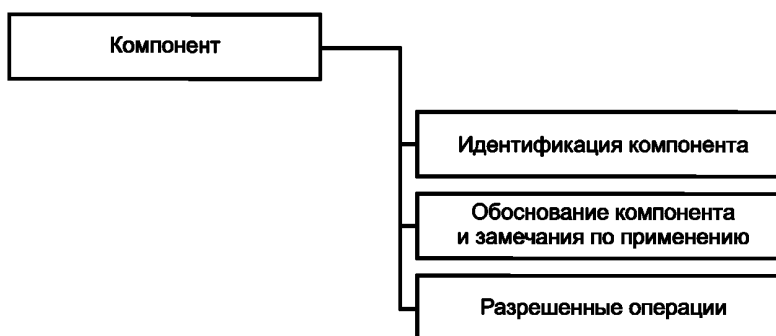 Компонент
Идентификация компонента
Обоснование компонента
и замечания по применению
Разрешенные операции